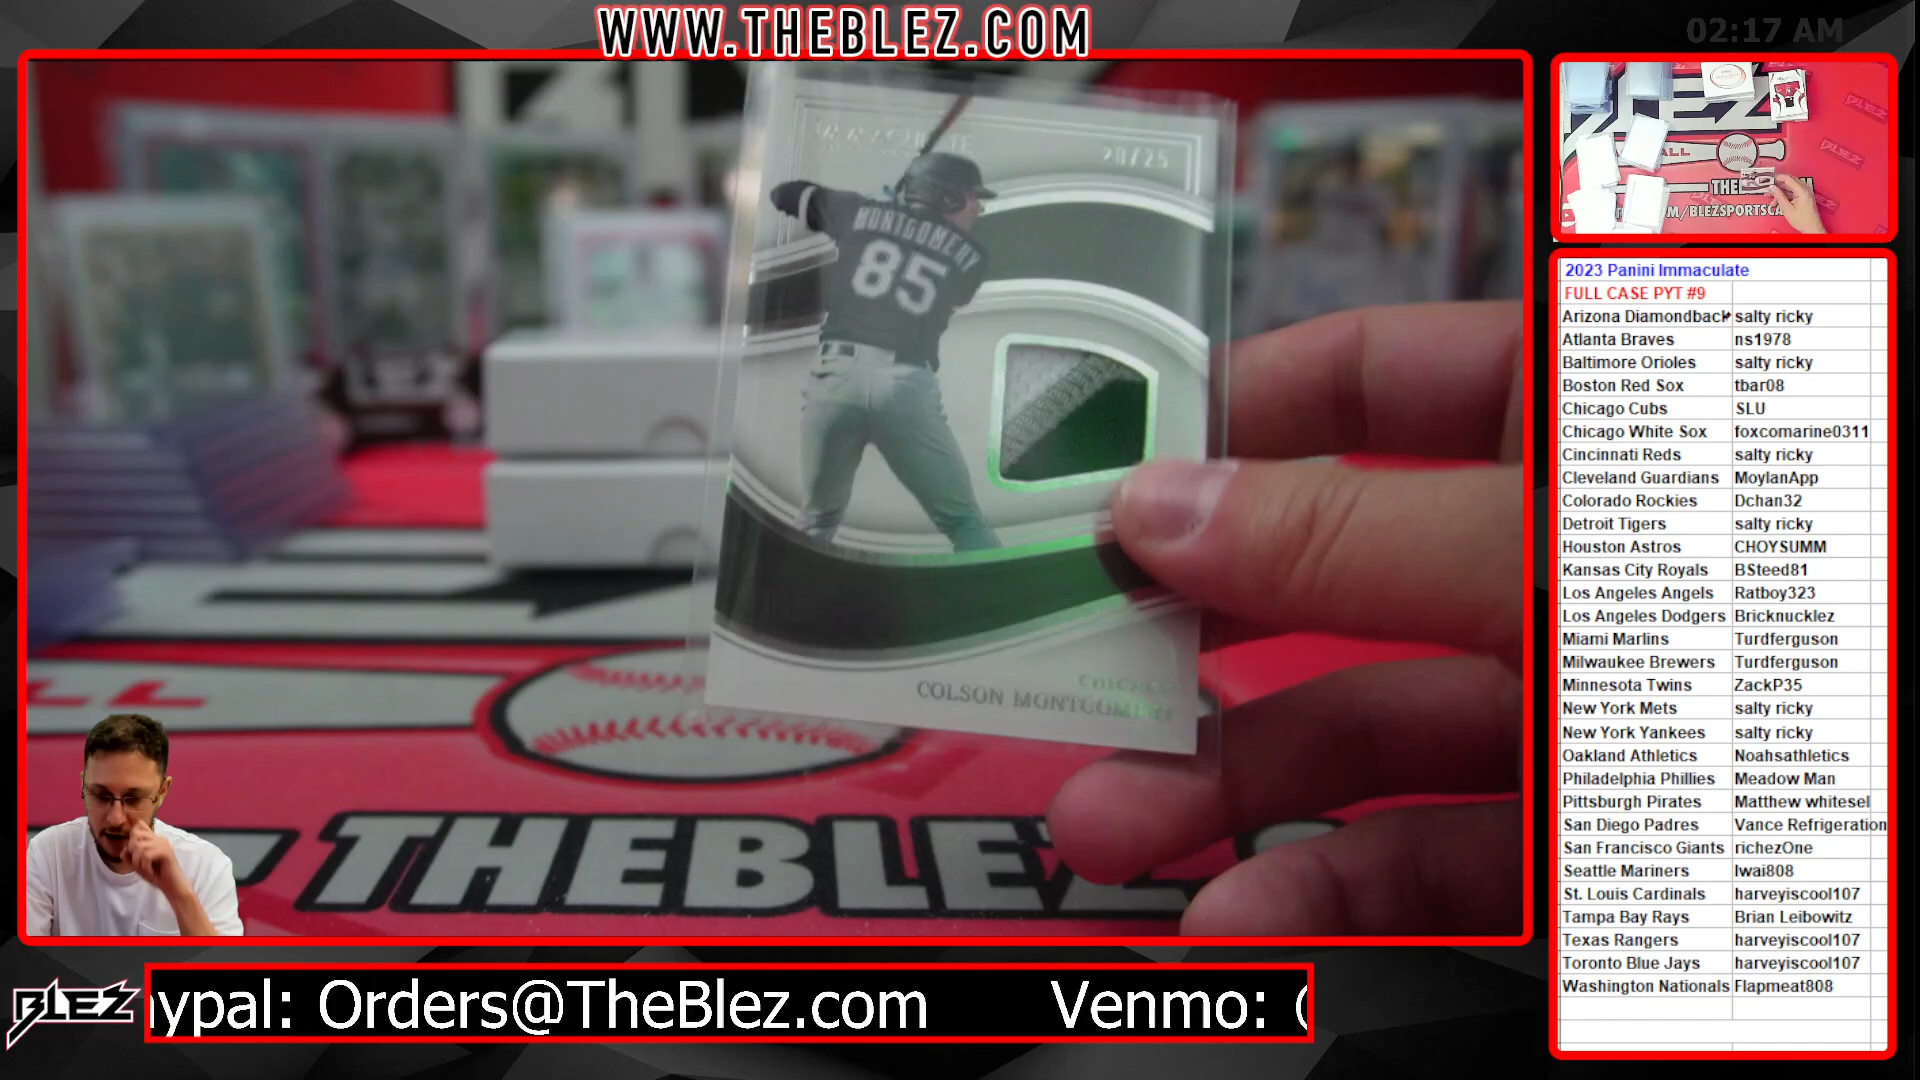 WWW.THEBLEZ.COM
02:17 AM
20/25
MONTGOMERY
85
CHICAGO
COLSON MONTGOMERY
THEBLEZ
BLEZ
ypal: Orders@TheBlez.com Venmo:
BLEZ
BLEZ
ALL
THE
M/BLEZSPORTSCA
2023 Panini Immaculate
FULL CASE PYT #9
Arizona Diamondback salty ricky
Atlanta Braves ns1978
Baltimore Orioles salty ricky
Boston Red Sox tbar08
Chicago Cubs SLU
Chicago White Sox foxcomarine0311
Cincinnati Reds salty ricky
Cleveland Guardians MoylanApp
Colorado Rockies Dchan32
Detroit Tigers salty ricky
Houston Astros CHOYSUMM
Kansas City Royals BSteed81
Los Angeles Angels Ratboy323
Los Angeles Dodgers Bricknucklez
Miami Marlins Turdferguson
Milwaukee Brewers Turdferguson
Minnesota Twins ZackP35
New York Mets salty ricky
New York Yankees salty ricky
Oakland Athletics Noahsathletics
Philadelphia Phillies Meadow Man
Pittsburgh Pirates Matthew whitesel
San Diego Padres Vance Refrigeration
San Francisco Giants richezOne
Seattle Mariners Iwai808
St. Louis Cardinals harveyiscool107
Tampa Bay Rays Brian Leibowitz
Texas Rangers harveyiscool107
Toronto Blue Jays harveyiscool107
Washington Nationals Flapmeat808